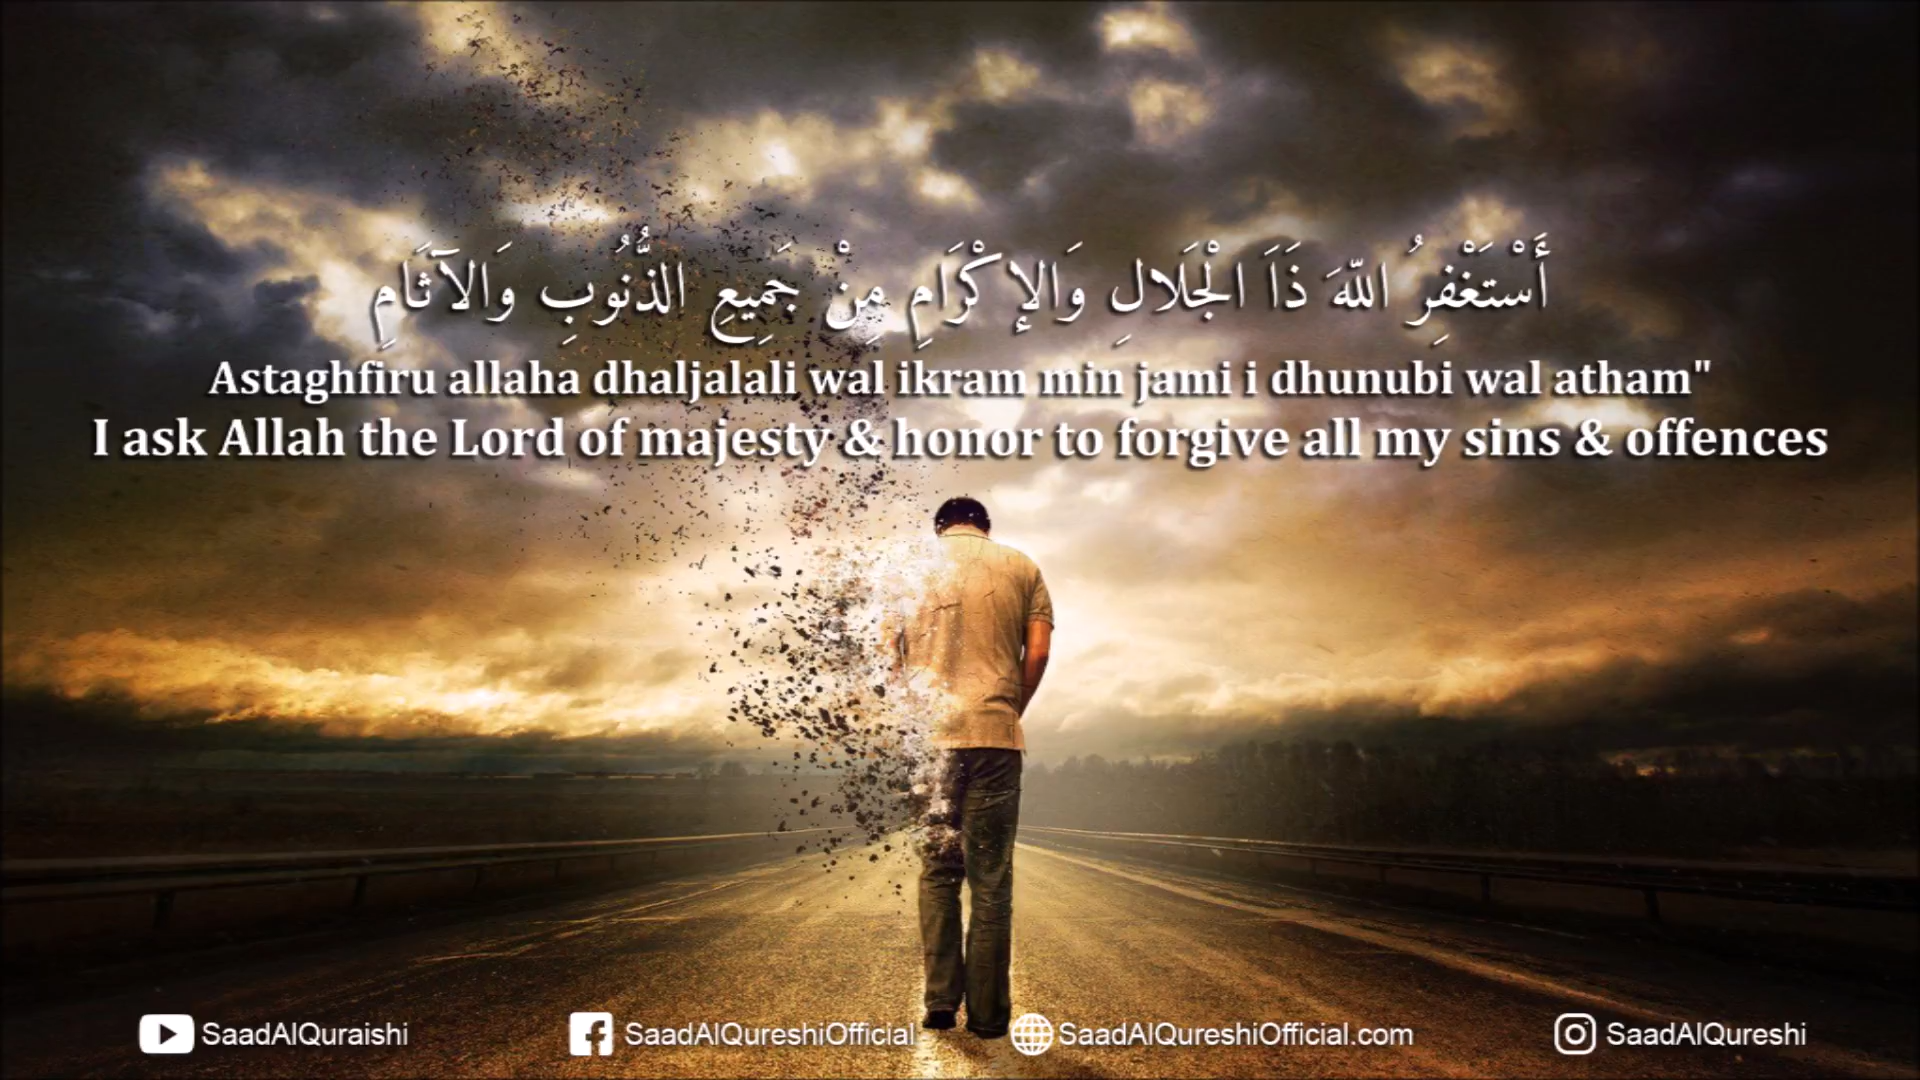 أَسْتَغْفِرُ اللّهَ ذَاَ الْجَلَالِ وَالإِكْرَامِ مِنْ جَمِيعِ الذُّنُوُبِ وَالآثَامِ
Astaghfiru allaha dhaljalali wal ikram min jami i dhunubi wal atham"
I ask Allah the Lord of majesty & honor to forgive all my sins & offences
SaadAlQuraishi
SaadAlQureshiOfficial
SaadAlQureshiOfficial.com
SaadAlQureshi